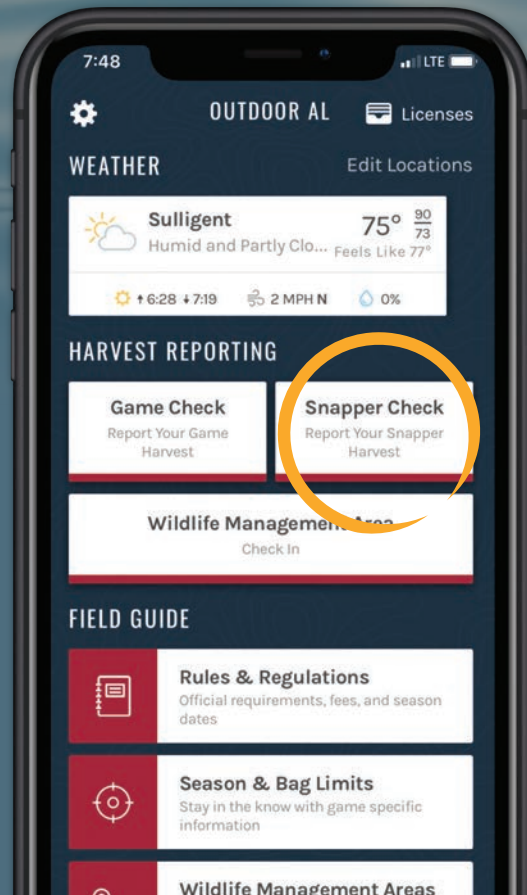 7:48
LTE
OUTDOOR AL
Licenses
WEATHER
Edit Locations
Sulligent
Humid and Partly Clo...
75°
90
73
Feels Like 77°
↑ 6:28 ↓ 7:19
2 MPH N
0%
HARVEST REPORTING
Game Check
Report Your Game
Harvest
Snapper Check
Report Your Snapper
Harvest
Wildlife Management Area
Check In
FIELD GUIDE
Rules & Regulations
Official requirements, fees, and season
dates
Season & Bag Limits
Stay in the know with game specific
information
Wildlife Management Areas